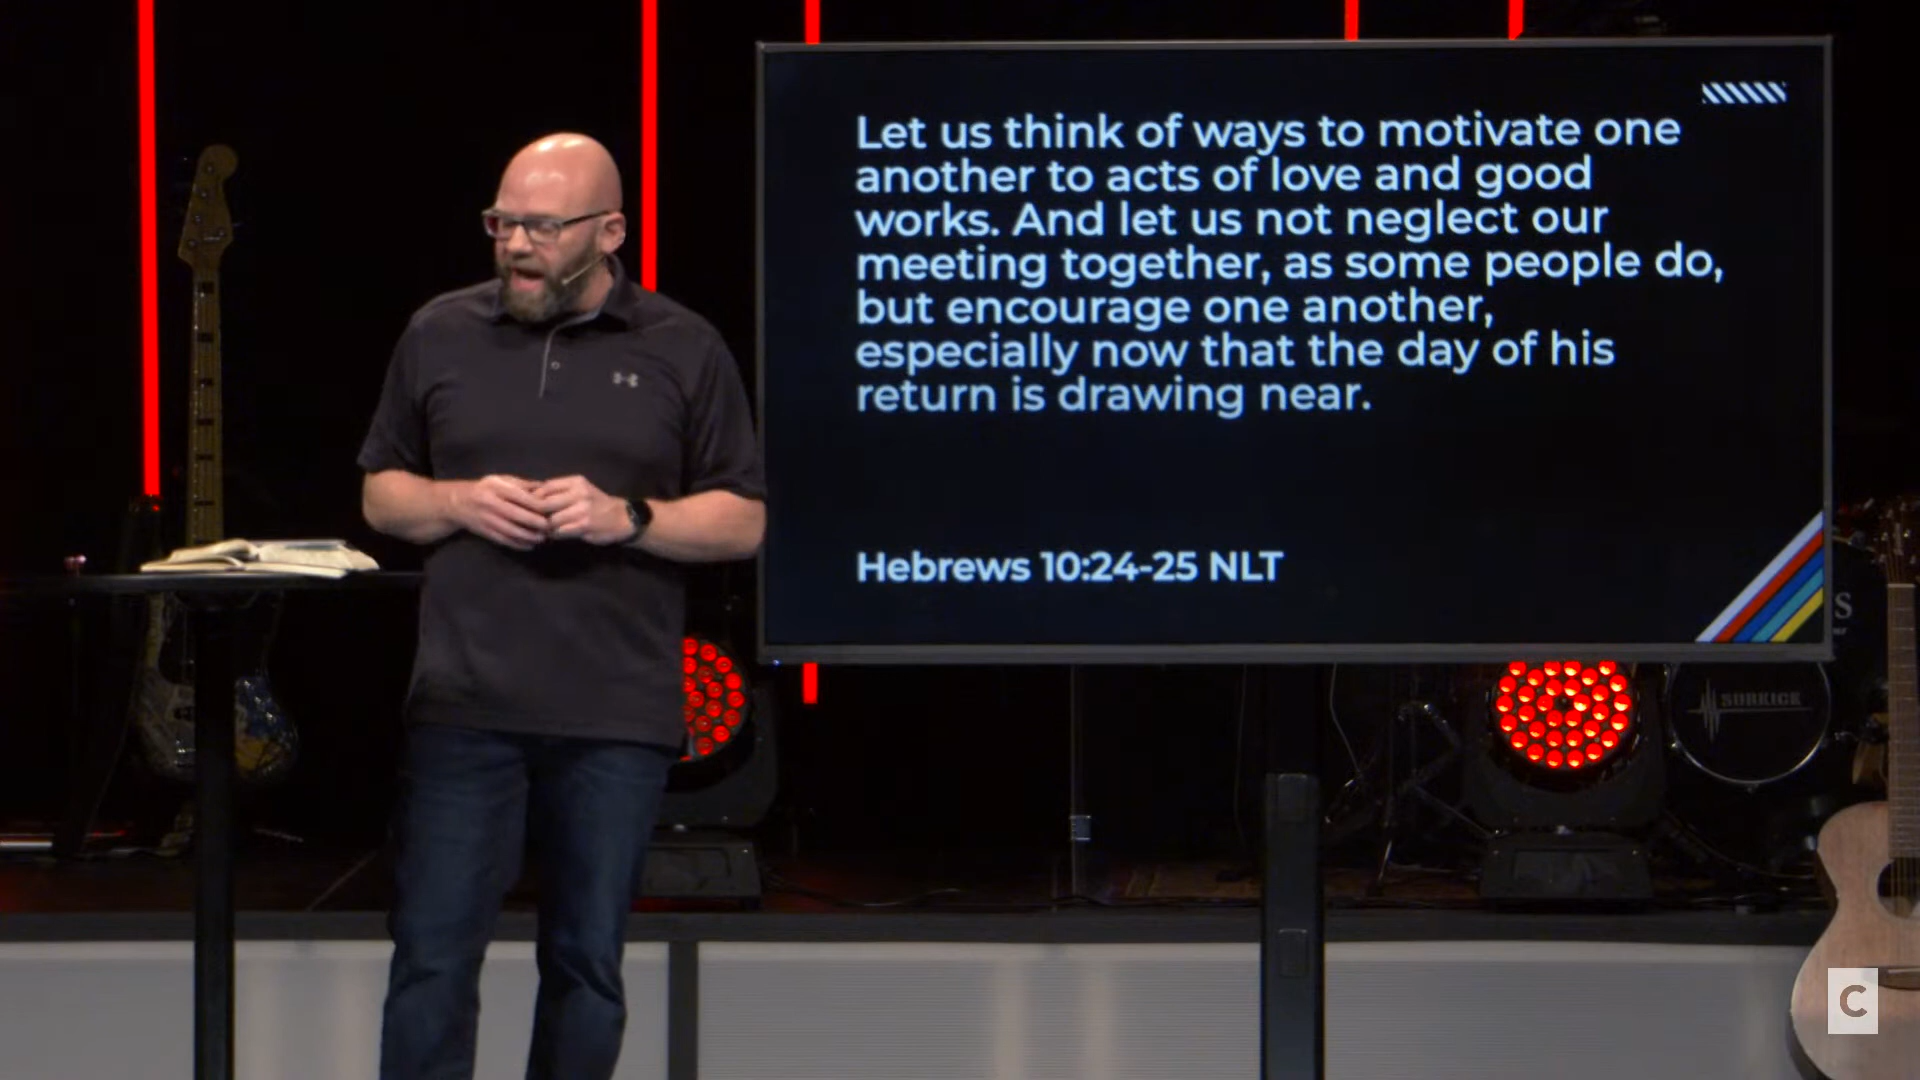 Let us think of ways to motivate one
another to acts of love and good
works. And let us not neglect our
meeting together, as some people do,
but encourage one another,
especially now that the day of his
return is drawing near.
Hebrews 10:24-25 NLT
SUBKICK
C